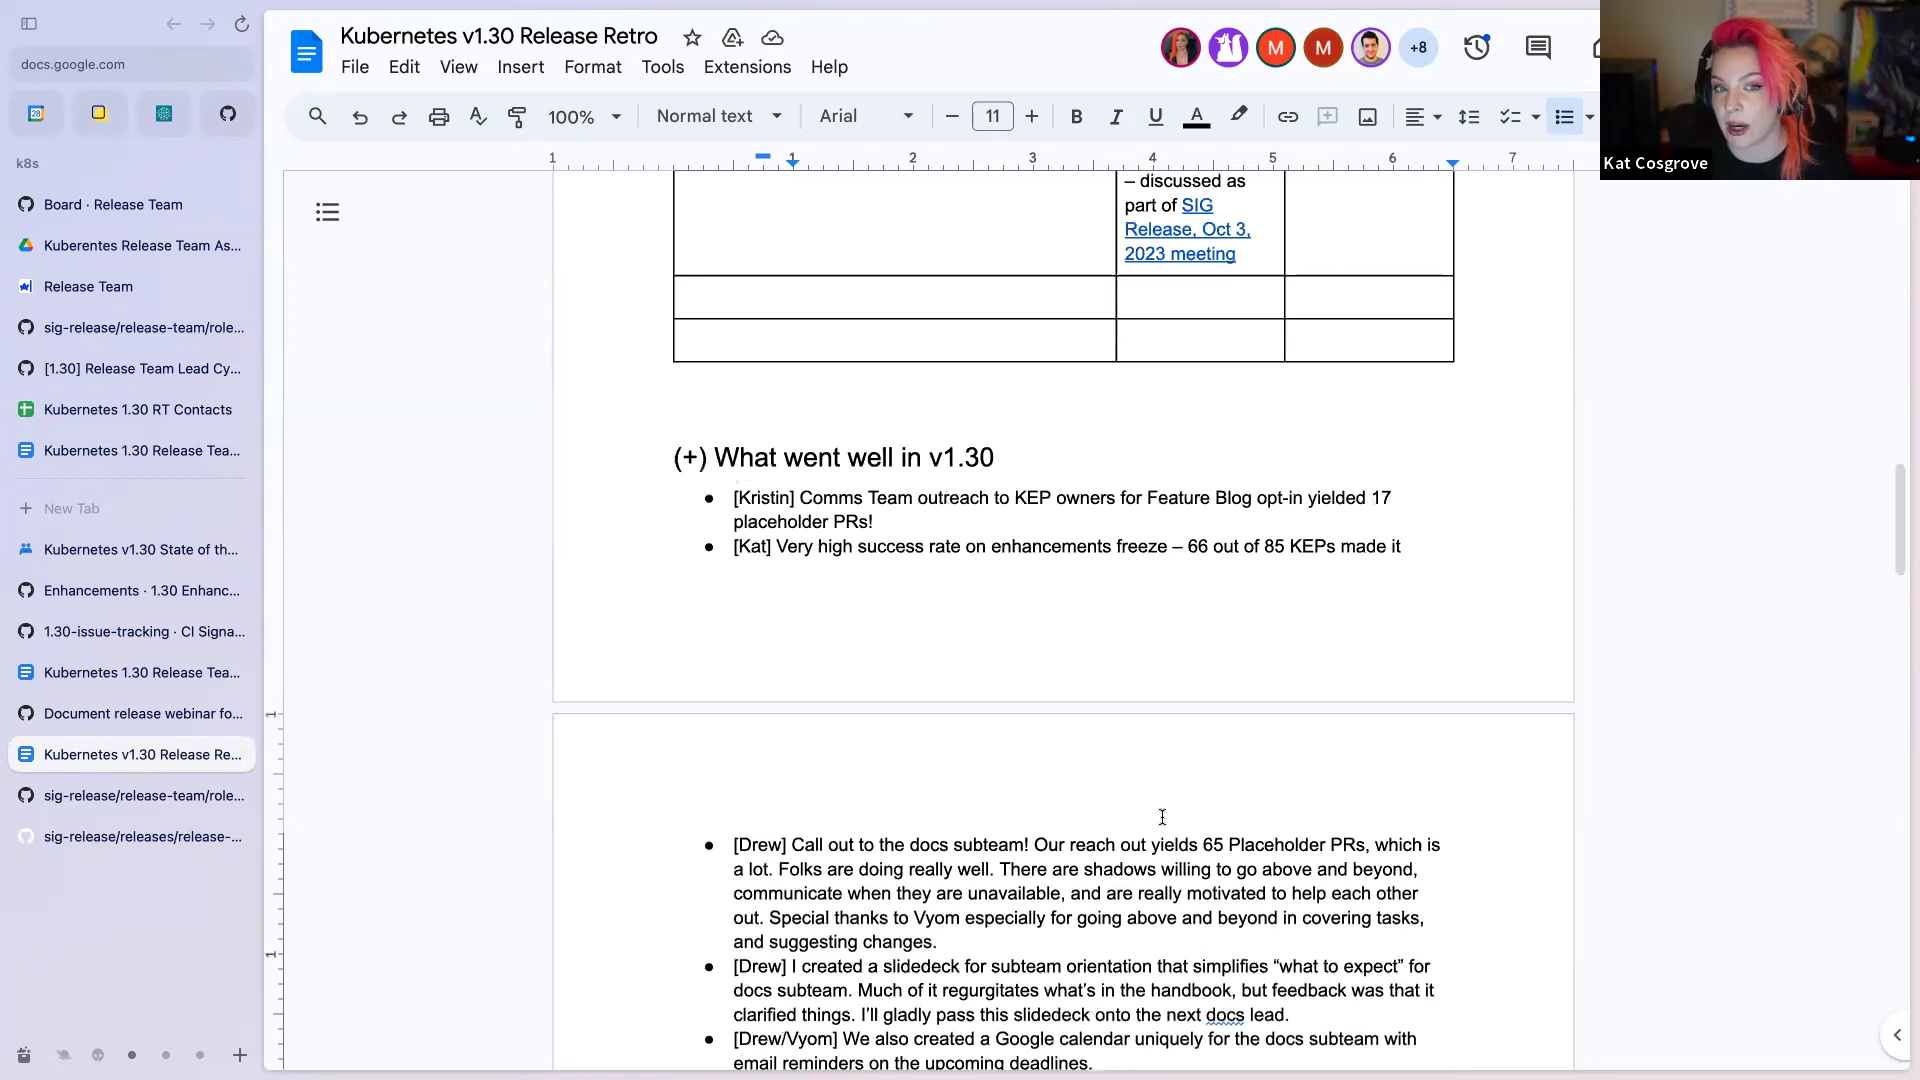 docs.google.com
28
k8s
Board · Release Team
Kuberentes Release Team As...
Release Team
sig-release/release-team/role...
[1.30] Release Team Lead Cy...
Kubernetes 1.30 RT Contacts
Kubernetes 1.30 Release Tea...
New Tab
Kubernetes v1.30 State of th...
Enhancements · 1.30 Enhanc...
1.30-issue-tracking · CI Signa...
Kubernetes 1.30 Release Tea...
Document release webinar fo...
Kubernetes v1.30 Release Re...
sig-release/release-team/role...
sig-release/releases/release-...
Kubernetes v1.30 Release Retro
File Edit View Insert Format Tools Extensions Help
M M +8
100% Normal text Arial 11 B I U A
1 1 2 3 4 5 6 7
Kat Cosgrove
– discussed as
part of SIG
Release, Oct 3,
2023 meeting
(+) What went well in v1.30
● [Kristin] Comms Team outreach to KEP owners for Feature Blog opt-in yielded 17
placeholder PRs!
● [Kat] Very high success rate on enhancements freeze – 66 out of 85 KEPs made it
1
● [Drew] Call out to the docs subteam! Our reach out yields 65 Placeholder PRs, which is
a lot. Folks are doing really well. There are shadows willing to go above and beyond,
communicate when they are unavailable, and are really motivated to help each other
out. Special thanks to Vyom especially for going above and beyond in covering tasks,
and suggesting changes.
1
● [Drew] I created a slidedeck for subteam orientation that simplifies “what to expect” for
docs subteam. Much of it regurgitates what’s in the handbook, but feedback was that it
clarified things. I’ll gladly pass this slidedeck onto the next docs lead.
● [Drew/Vyom] We also created a Google calendar uniquely for the docs subteam with
email reminders on the upcoming deadlines.